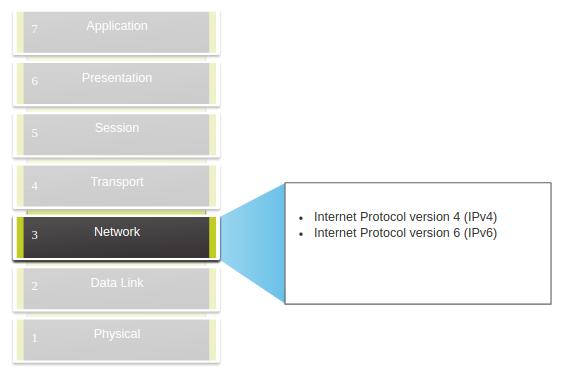 7 Application
6 Presentation
5 Session
4 Transport
3 Network
• Internet Protocol version 4 (IPv4)
• Internet Protocol version 6 (IPv6)
2 Data Link
1 Physical